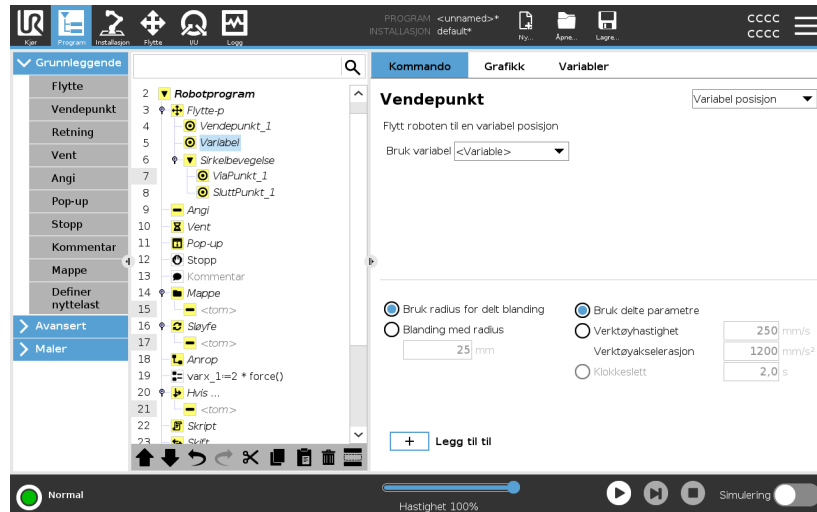 PROGRAM <unnamed>*
INSTALLASJON default*
CCCC
CCCC
Kjør
Program
Installasjon
Flytte
I/U
Logg
Ny...
Åpne...
Lagre...
Grunnleggende
Flytte
Vendepunkt
Retning
Vent
Angi
Pop-up
Stopp
Kommentar
Mappe
Definer
nyttelast
Avansert
Maler
2 Robotprogram
3 Flytte-p
4 Vendepunkt_1
5 Variabel
6 Sirkelbevegelse
7 ViaPunkt_1
8 SluttPunkt_1
9 Angi
10 Vent
11 Pop-up
12 Stopp
13 Kommentar
14 Mappe
15 <tom>
16 Sløyfe
17 <tom>
18 Anrop
19 varx_1:=2 * force()
20 Hvis ...
21 <tom>
22 Skript
23 Skift
Kommando
Grafikk
Variabler
Vendepunkt
Variabel posisjon
Flytt roboten til en variabel posisjon
Bruk variabel <Variable>
Bruk radius for delt blanding
Blanding med radius
25 mm
Bruk delte parametre
Verktøyhastighet 250 mm/s
Verktøyakselerasjon 1200 mm/s²
Klokkeslett 2,0 s
+ Legg til til
Normal
Hastighet 100%
Simulering